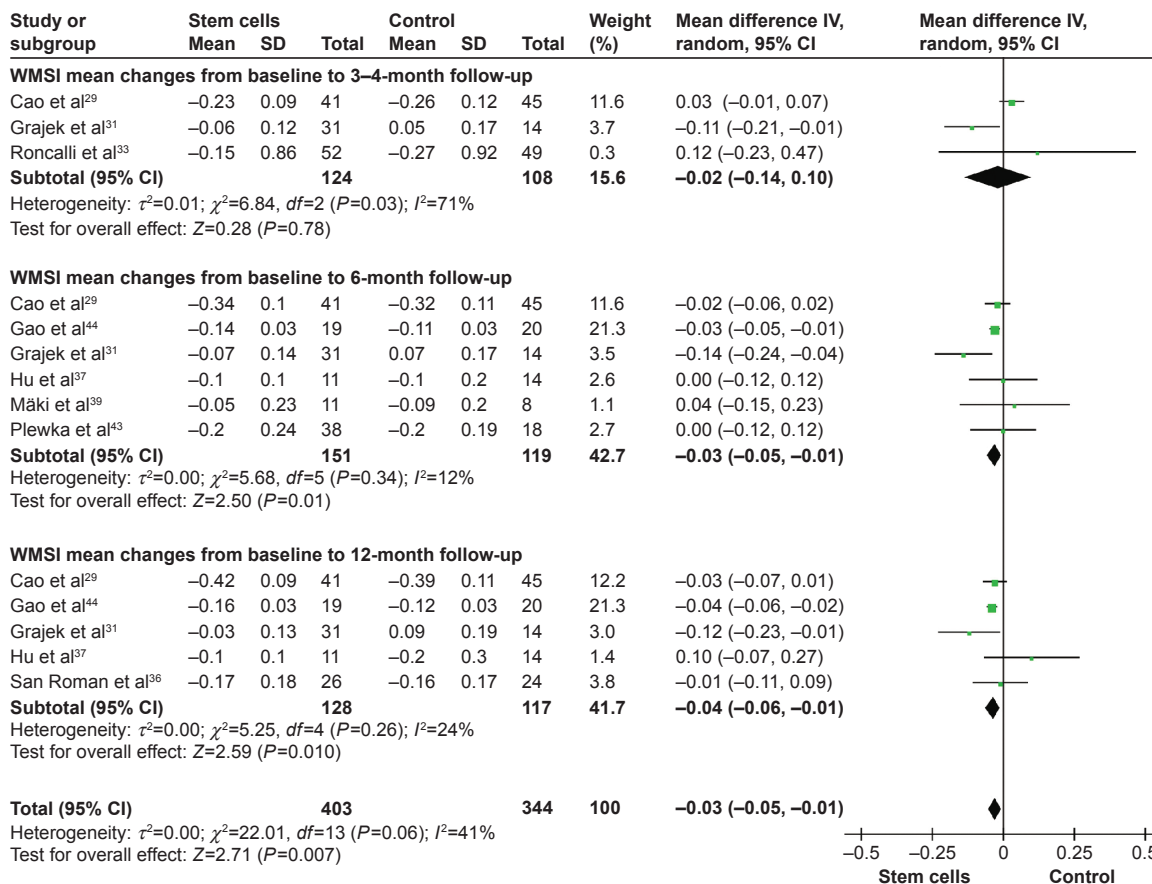 Study or subgroup Stem cells Control Weight (%) Mean difference IV, random, 95% CI Mean difference IV, random, 95% CI
Mean SD Total Mean SD Total
WMSI mean changes from baseline to 3–4-month follow-up
Cao et al²⁹ –0.23 0.09 41 –0.26 0.12 45 11.6 0.03 (–0.01, 0.07)
Grajek et al³¹ –0.06 0.12 31 0.05 0.17 14 3.7 –0.11 (–0.21, –0.01)
Roncalli et al³³ –0.15 0.86 52 –0.27 0.92 49 0.3 0.12 (–0.23, 0.47)
Subtotal (95% CI) 124 108 15.6 –0.02 (–0.14, 0.10)
Heterogeneity: τ²=0.01; χ²=6.84, df=2 (P=0.03); I²=71%
Test for overall effect: Z=0.28 (P=0.78)
WMSI mean changes from baseline to 6-month follow-up
Cao et al²⁹ –0.34 0.1 41 –0.32 0.11 45 11.6 –0.02 (–0.06, 0.02)
Gao et al⁴⁴ –0.14 0.03 19 –0.11 0.03 20 21.3 –0.03 (–0.05, –0.01)
Grajek et al³¹ –0.07 0.14 31 0.07 0.17 14 3.5 –0.14 (–0.24, –0.04)
Hu et al³⁷ –0.1 0.1 11 –0.1 0.2 14 2.6 0.00 (–0.12, 0.12)
Mäki et al³⁹ –0.05 0.23 11 –0.09 0.2 8 1.1 0.04 (–0.15, 0.23)
Plewka et al⁴³ –0.2 0.24 38 –0.2 0.19 18 2.7 0.00 (–0.12, 0.12)
Subtotal (95% CI) 151 119 42.7 –0.03 (–0.05, –0.01)
Heterogeneity: τ²=0.00; χ²=5.68, df=5 (P=0.34); I²=12%
Test for overall effect: Z=2.50 (P=0.01)
WMSI mean changes from baseline to 12-month follow-up
Cao et al²⁹ –0.42 0.09 41 –0.39 0.11 45 12.2 –0.03 (–0.07, 0.01)
Gao et al⁴⁴ –0.16 0.03 19 –0.12 0.03 20 21.3 –0.04 (–0.06, –0.02)
Grajek et al³¹ –0.03 0.13 31 0.09 0.19 14 3.0 –0.12 (–0.23, –0.01)
Hu et al³⁷ –0.1 0.1 11 –0.2 0.3 14 1.4 0.10 (–0.07, 0.27)
San Roman et al³⁶ –0.17 0.18 26 –0.16 0.17 24 3.8 –0.01 (–0.11, 0.09)
Subtotal (95% CI) 128 117 41.7 –0.04 (–0.06, –0.01)
Heterogeneity: τ²=0.00; χ²=5.25, df=4 (P=0.26); I²=24%
Test for overall effect: Z=2.59 (P=0.010)
Total (95% CI) 403 344 100 –0.03 (–0.05, –0.01)
Heterogeneity: τ²=0.00; χ²=22.01, df=13 (P=0.06); I²=41%
Test for overall effect: Z=2.71 (P=0.007)
–0.5 –0.25 0 0.25 0.5
Stem cells Control